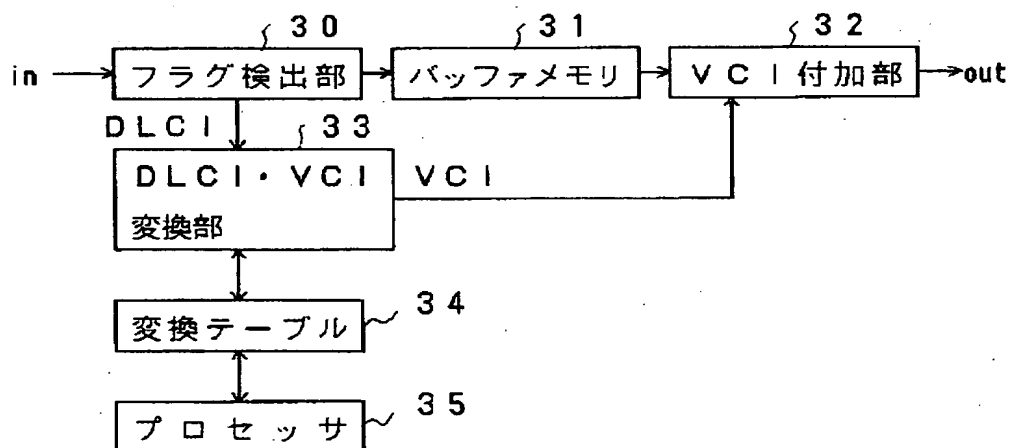 30 31 32
in フラグ検出部 バッファメモリ VCI付加部 out
DLCI 33
DLCI・VCI VCI
変換部
変換テーブル 34
プロセッサ 35